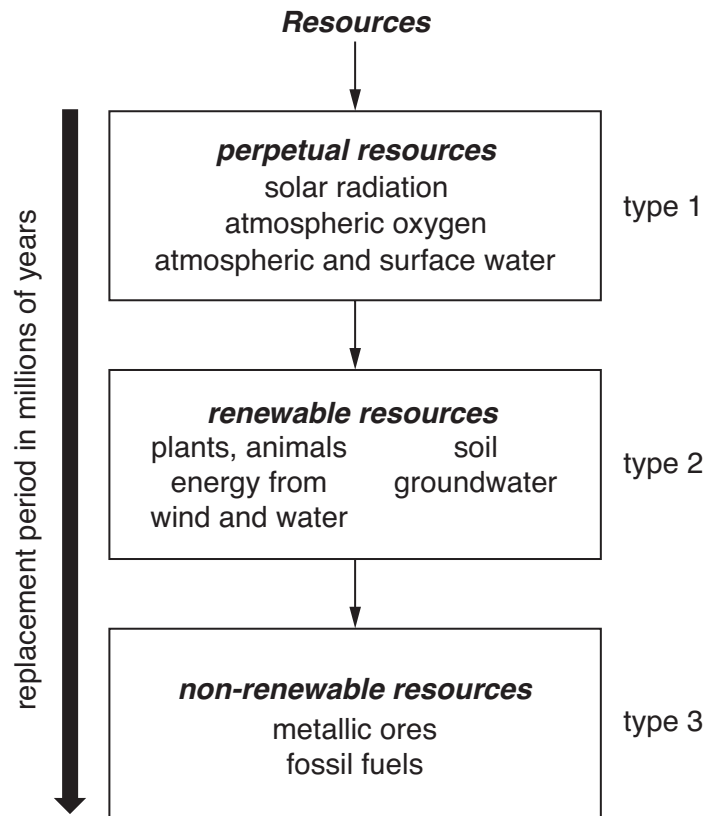 Resources
replacement period in millions of years
perpetual resources
solar radiation
atmospheric oxygen
atmospheric and surface water
type 1
renewable resources
plants, animals
energy from
wind and water
soil
groundwater
type 2
non-renewable resources
metallic ores
fossil fuels
type 3